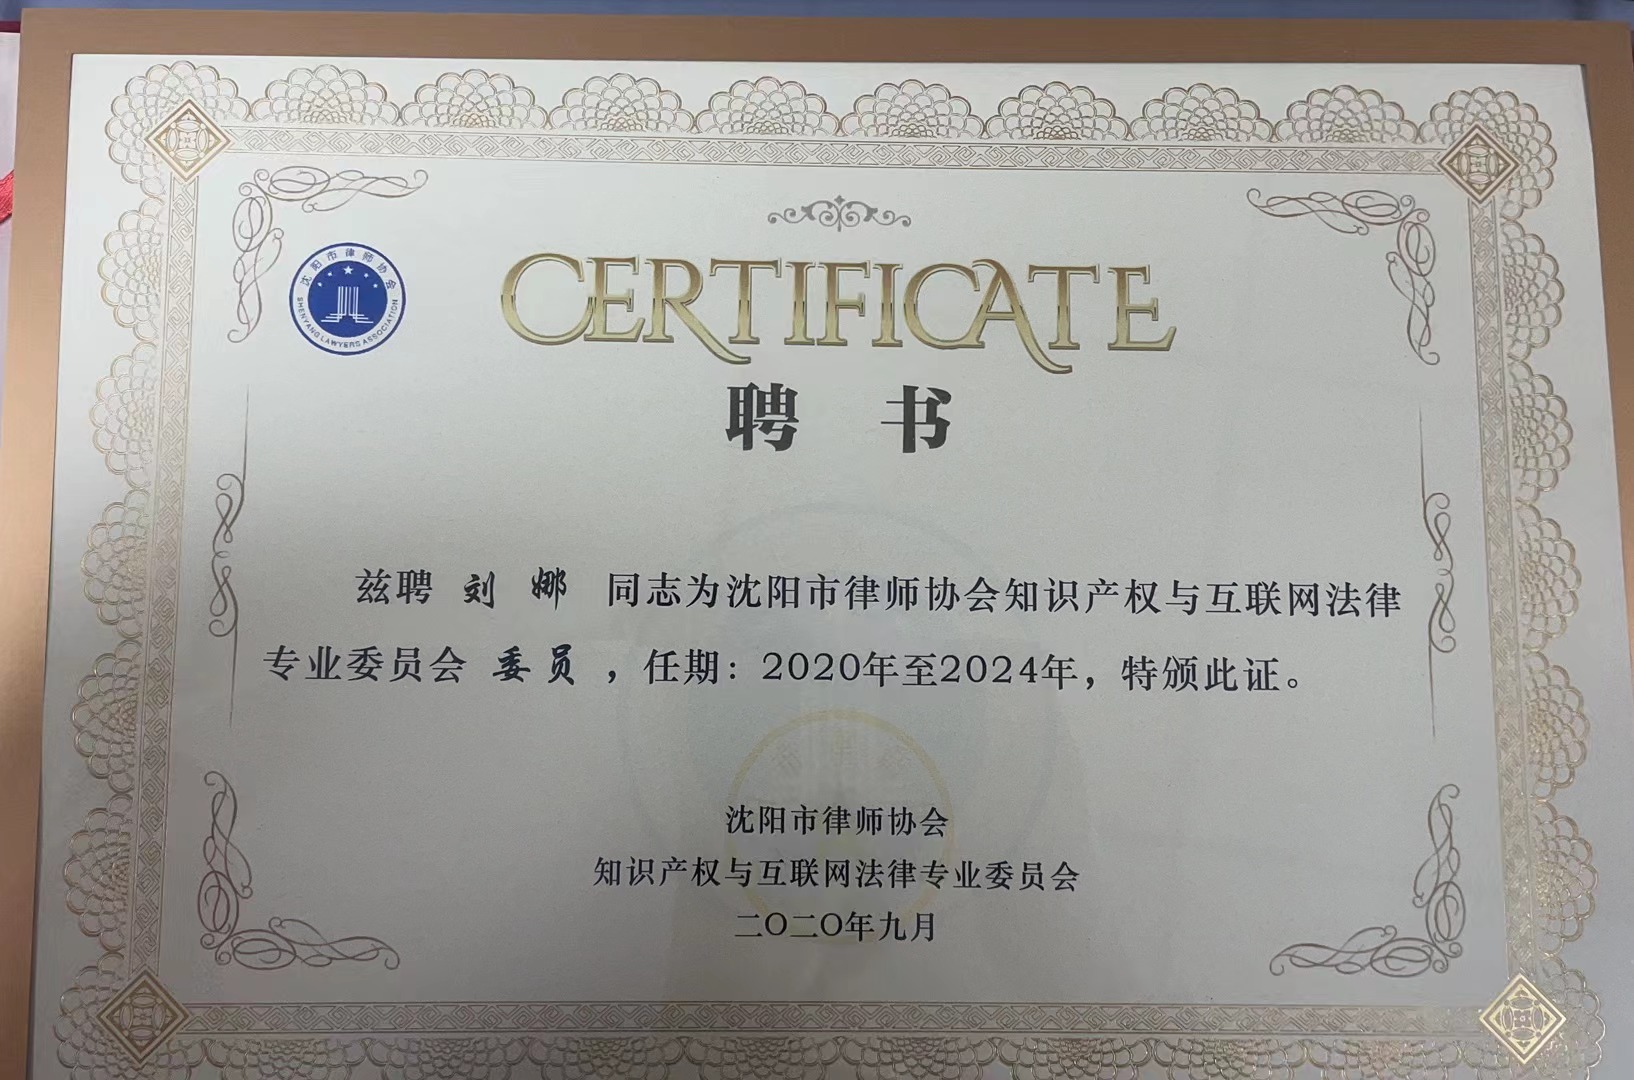 沈阳市律师协会
SHENYANG LAWYERS ASSOCIATION
CERTIFICATE
聘 书
兹聘 刘 娜 同志为沈阳市律师协会知识产权与互联网法律
专业委员会 委员 ，任期：2020年至2024年，特颁此证。
沈阳市律师协会
知识产权与互联网法律专业委员会
二〇二〇年九月